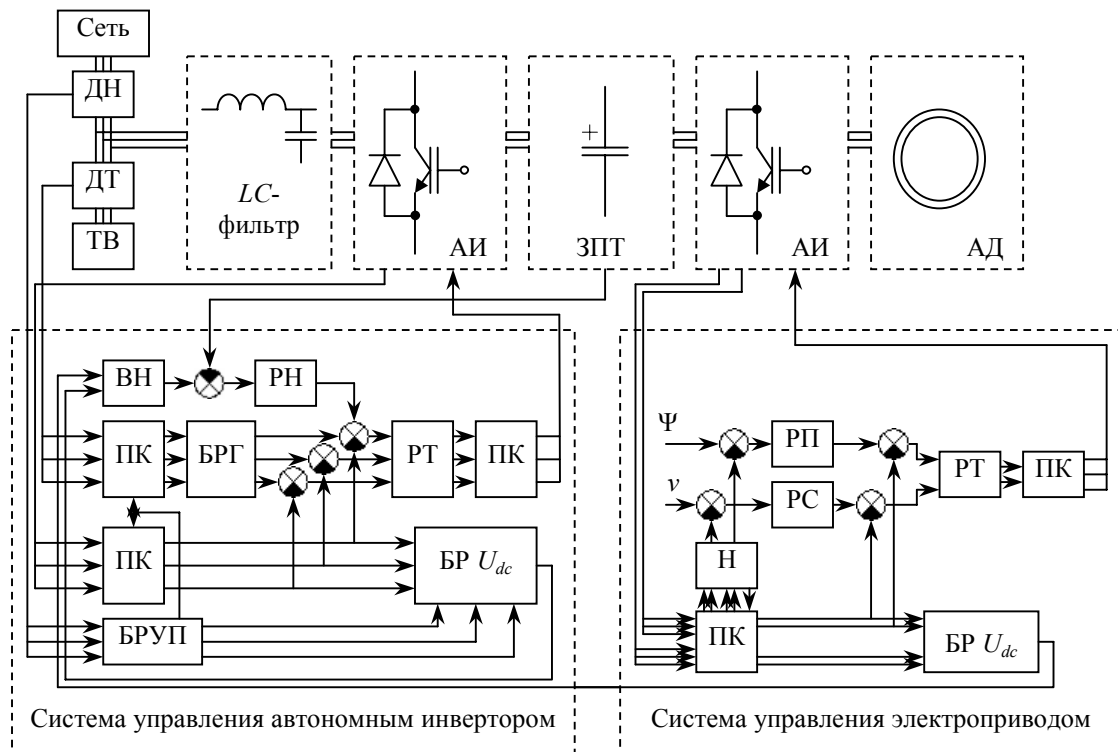 Сеть
ДН
ДТ
ТВ
LC-
фильтр
АИ
+
ЗПТ
АИ
АД
ВН
РН
ПК
БРГ
РТ
ПК
ПК
БР Udc
БРУП
Система управления автономным инвертором
Ψ
РП
ν
РС
РТ
ПК
Н
ПК
БР Udc
Система управления электроприводом